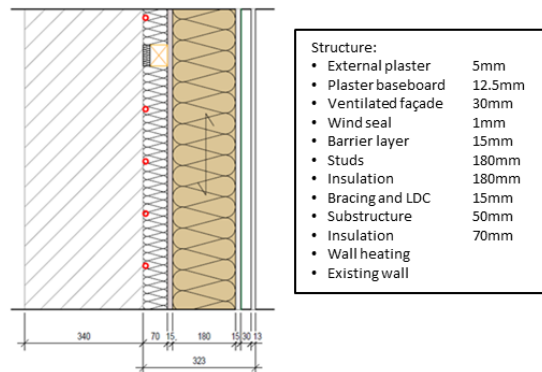 Structure:
• External plaster 5mm
• Plaster baseboard 12.5mm
• Ventilated façade 30mm
• Wind seal 1mm
• Barrier layer 15mm
• Studs 180mm
• Insulation 180mm
• Bracing and LDC 15mm
• Substructure 50mm
• Insulation 70mm
• Wall heating
• Existing wall
340 70 15, 180 15 30 13
323